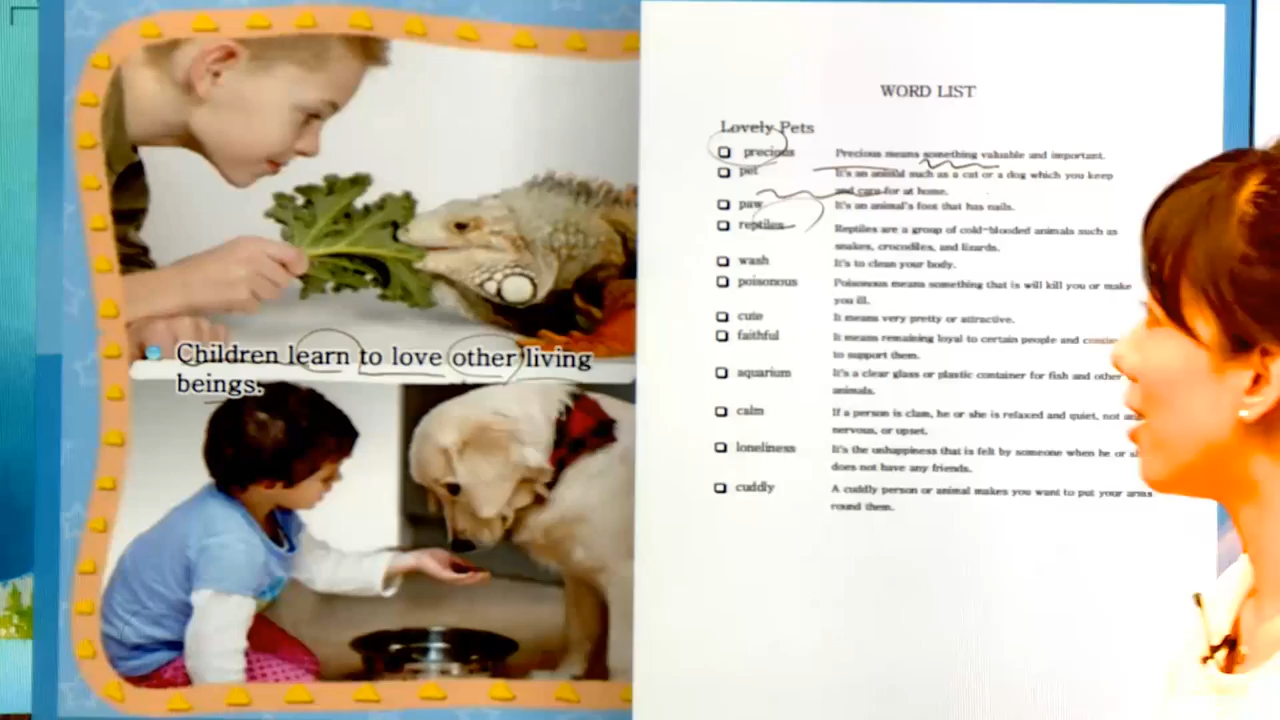 Children learn to love other living
beings.
WORD LIST
Lovely Pets
precious Precious means something valuable and important.
pet It's an animal such as a cat or a dog which you keep
and care for at home.
paw It's an animal's foot that has nails.
reptiles Reptiles are a group of cold-blooded animals such as
snakes, crocodiles, and lizards.
wash It's to clean your body.
poisonous Poisonous means something that is will kill you or make
you ill.
cute It means very pretty or attractive.
faithful It means remaining loyal to certain people and
to support them.
aquarium It's a clear glass or plastic container for fish and other
animals.
calm If a person is clam, he or she is relaxed and quiet, not
nervous, or upset.
loneliness It's the unhappiness that is felt by someone when he or
does not have any friends.
cuddly A cuddly person or animal makes you want to put your arms
round them.